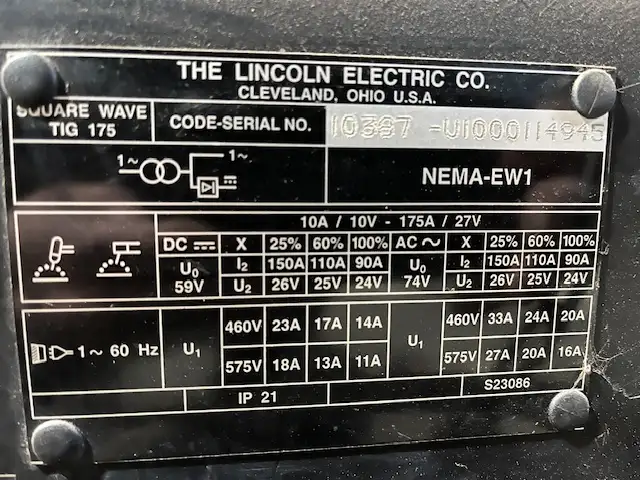 THE LINCOLN ELECTRIC CO.
CLEVELAND, OHIO U.S.A.
SQUARE WAVE TIG 175 CODE-SERIAL NO. 10387 -U1000114945
1~ 1~ NEMA-EW1
10A / 10V - 175A / 27V
DC X 25% 60% 100% AC ~ X 25% 60% 100%
U0 59V I2 150A 110A 90A U0 74V I2 150A 110A 90A
U2 26V 25V 24V U2 26V 25V 24V
1~ 60 Hz U1 460V 23A 17A 14A U1 460V 33A 24A 20A
575V 18A 13A 11A 575V 27A 20A 16A
IP 21 S23086